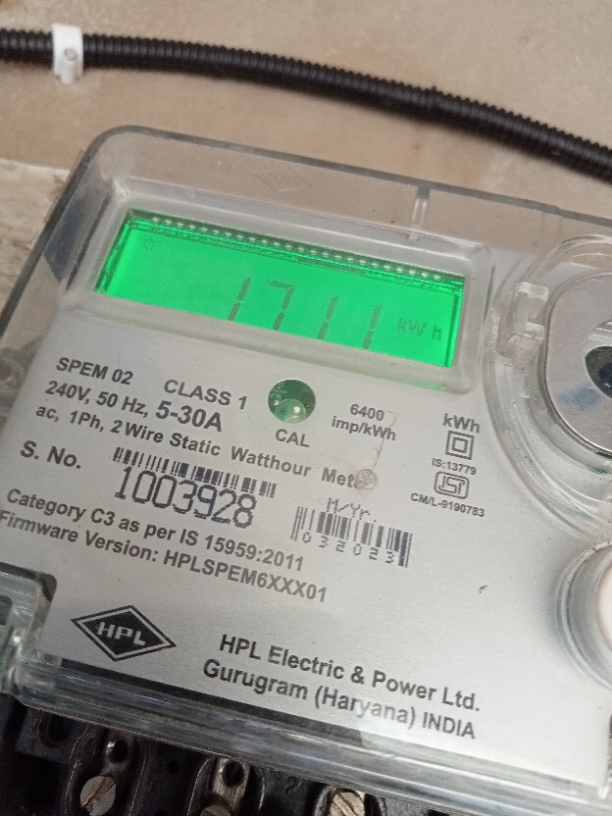 1711 kWh
SPEM 02 CLASS 1
240V, 50 Hz, 5-30A
ac, 1Ph, 2 Wire Static Watthour Meter
CAL
6400
imp/kWh
kWh
IS:13779
ISI
CM/L-9190783
S. No.
1003928
M/Yr.
032023
Category C3 as per IS 15959:2011
Firmware Version: HPLSPEM6XXX01
HPL
HPL Electric & Power Ltd.
Gurugram (Haryana) INDIA